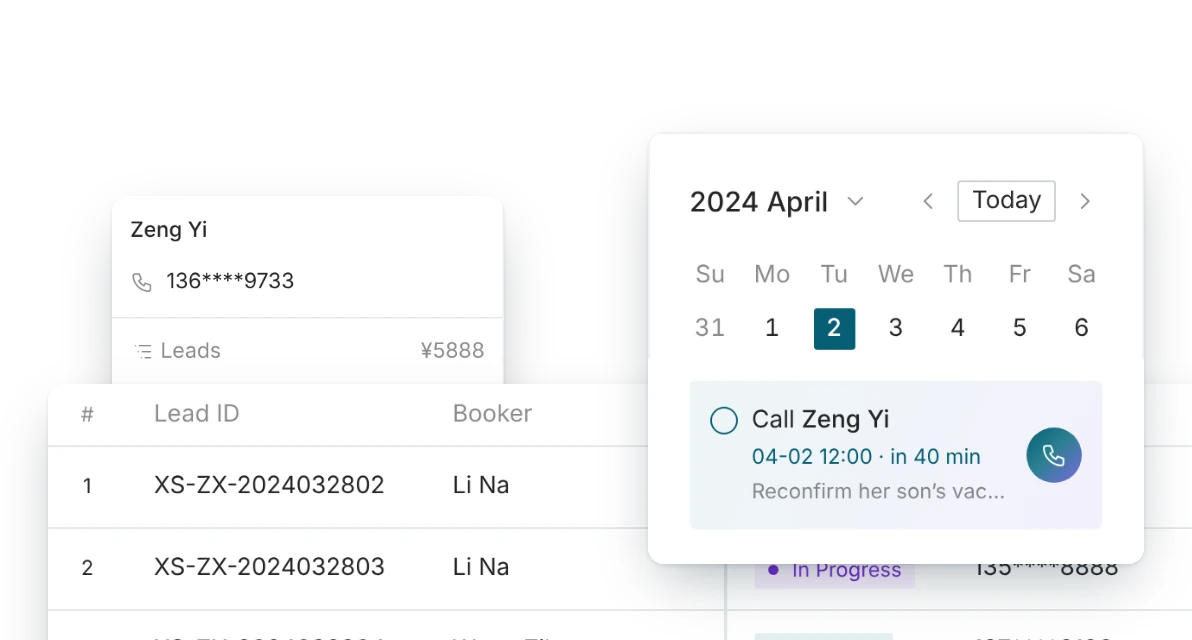 Zeng Yi
136****9733
Leads ¥5888
# Lead ID Booker
1 XS-ZX-2024032802 Li Na
2 XS-ZX-2024032803 Li Na
2024 April Today
Su Mo Tu We Th Fr Sa
31 1 2 3 4 5 6
Call Zeng Yi
04-02 12:00 · in 40 min
Reconfirm her son’s vac...
In Progress 135****8888